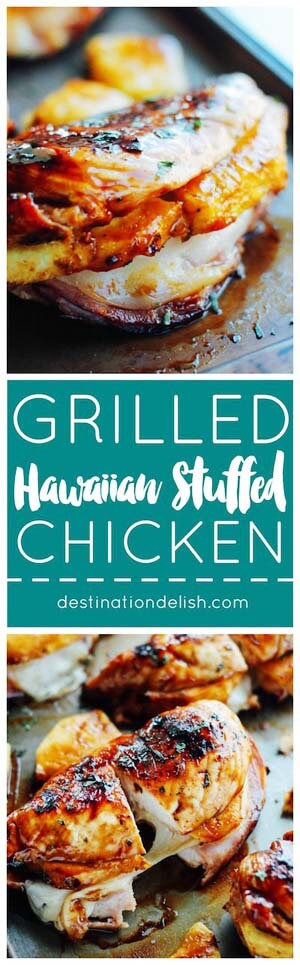 GRILLED
Hawaiian Stuffed
CHICKEN
destinationdelish.com